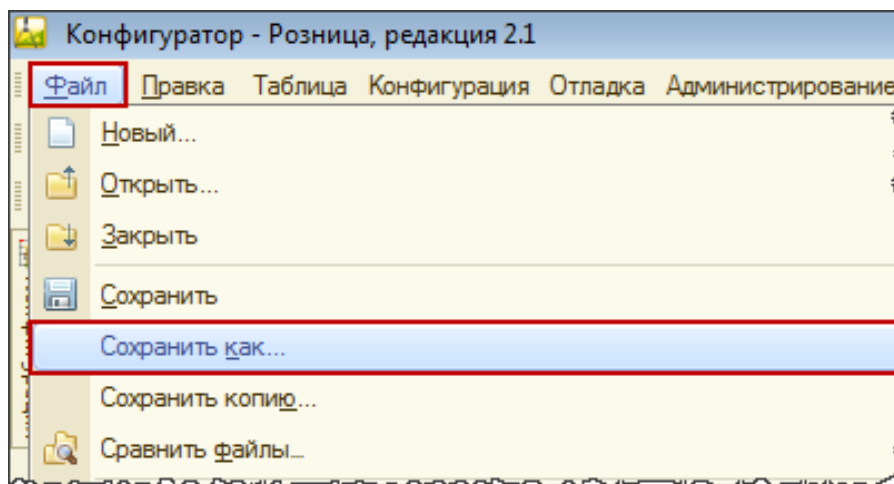 Конфигуратор - Розница, редакция 2.1
Файл Правка Таблица Конфигурация Отладка Администрирование
Новый...
Открыть...
Закрыть
Сохранить
Сохранить как...
Сохранить копию...
Сравнить файлы...